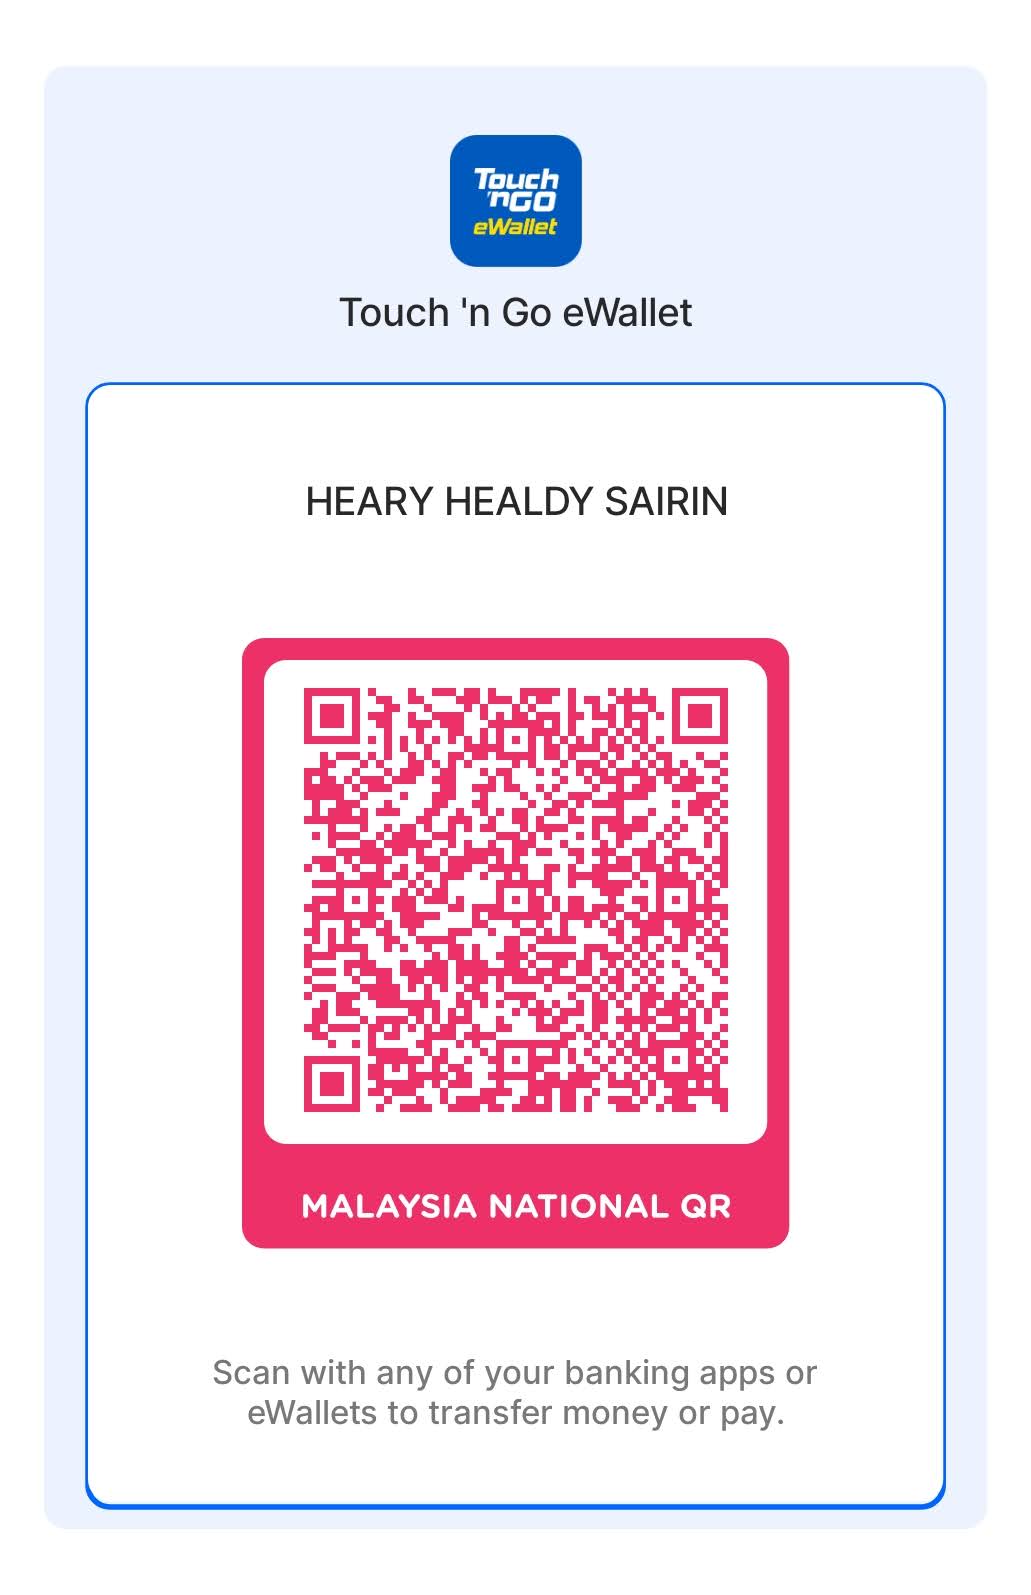 Touch
'nGO
eWallet
Touch 'n Go eWallet
HEARY HEALDY SAIRIN
MALAYSIA NATIONAL QR
Scan with any of your banking apps or
eWallets to transfer money or pay.